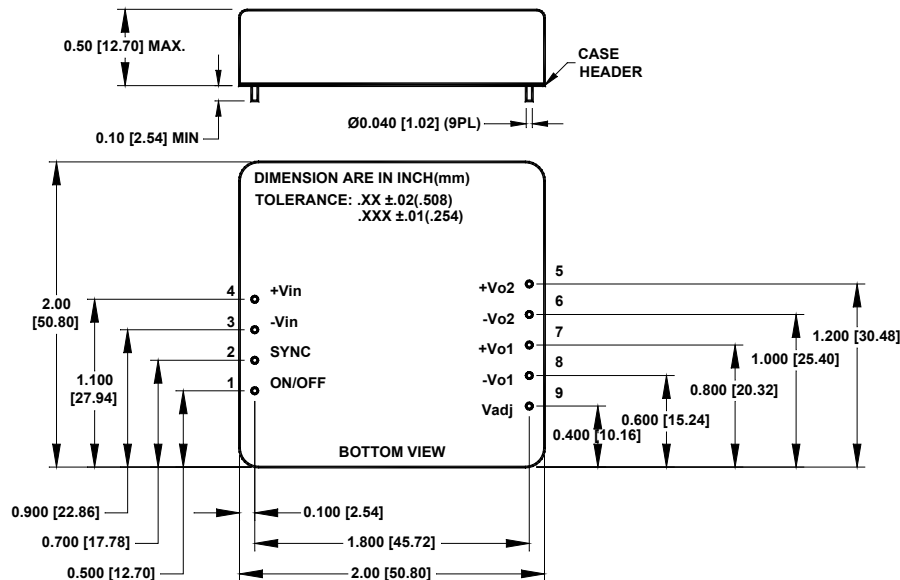 0.50 [12.70] MAX.
CASE
HEADER
Ø0.040 [1.02] (9PL)
0.10 [2.54] MIN
DIMENSION ARE IN INCH(mm)
TOLERANCE: .XX ±.02(.508)
.XXX ±.01(.254)
2.00
[50.80]
1.100
[27.94]
4 +Vin
3 -Vin
2 SYNC
1 ON/OFF
+Vo2 5
-Vo2 6
+Vo1 7
-Vo1 8
Vadj 9
1.200 [30.48]
1.000 [25.40]
0.800 [20.32]
0.600 [15.24]
0.400 [10.16]
BOTTOM VIEW
0.900 [22.86]
0.100 [2.54]
0.700 [17.78]
1.800 [45.72]
0.500 [12.70]
2.00 [50.80]